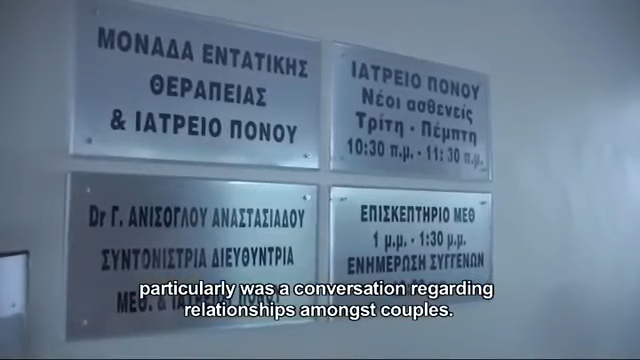 ΜΟΝΑΔΑ ΕΝΤΑΤΙΚΗΣ
ΘΕΡΑΠΕΙΑΣ
& ΙΑΤΡΕΙΟ ΠΟΝΟΥ
ΙΑΤΡΕΙΟ ΠΟΝΟΥ
Νέοι ασθενείς
Τρίτη - Πέμπτη
10:30 π.μ. - 11:30 π.μ.
Dr Γ. ΑΝΙΣΟΓΛΟΥ ΑΝΑΣΤΑΣΙΑΔΟΥ
ΣΥΝΤΟΝΙΣΤΡΙΑ ΔΙΕΥΘΥΝΤΡΙΑ
ΜΕΘ. &
ΕΠΙΣΚΕΠΤΗΡΙΟ ΜΕΘ
1 μ.μ. - 1:30 μ.μ.
ΕΝΗΜΕΡΩΣΗ ΣΥΓΓΕΝΩΝ
particularly was a conversation regarding
relationships amongst couples.